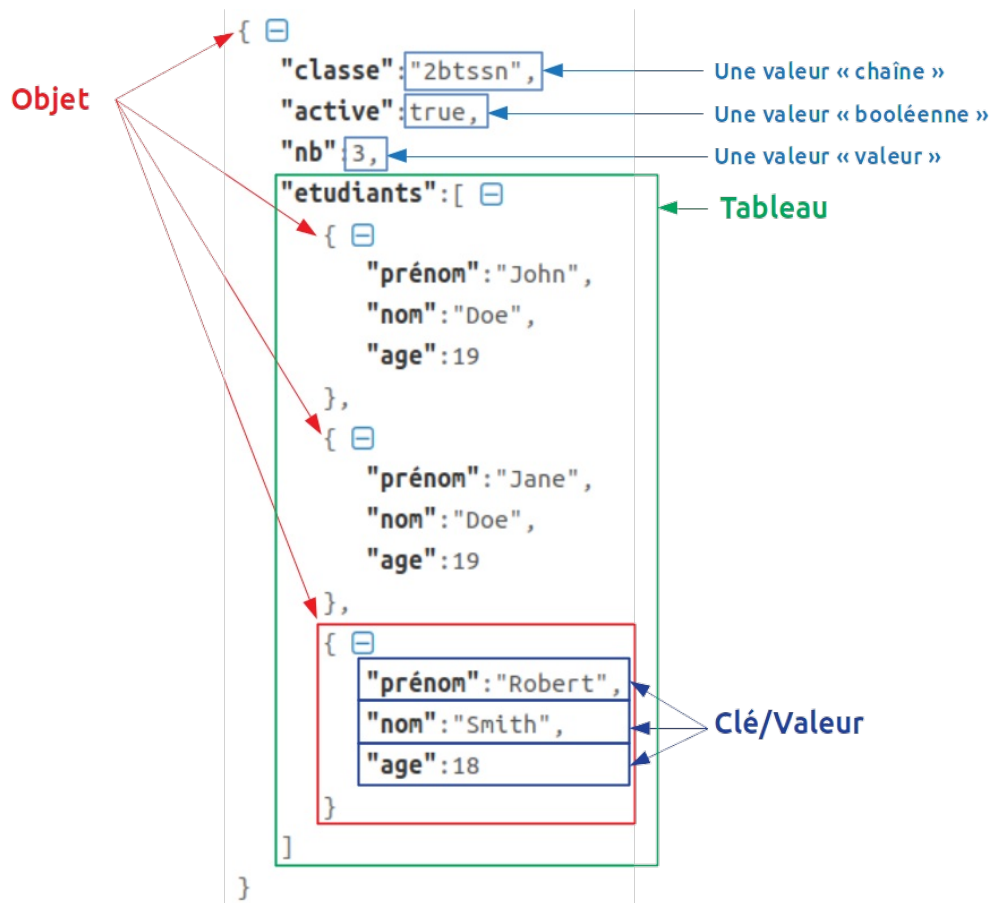 {
"classe":"2btssn", Une valeur « chaîne »
Objet "active":true, Une valeur « booléenne »
"nb":3, Une valeur « valeur »
"etudiants":[ Tableau
{
"prénom":"John",
"nom":"Doe",
"age":19
},
{
"prénom":"Jane",
"nom":"Doe",
"age":19
},
{
"prénom":"Robert",
"nom":"Smith", Clé/Valeur
"age":18
}
]
}